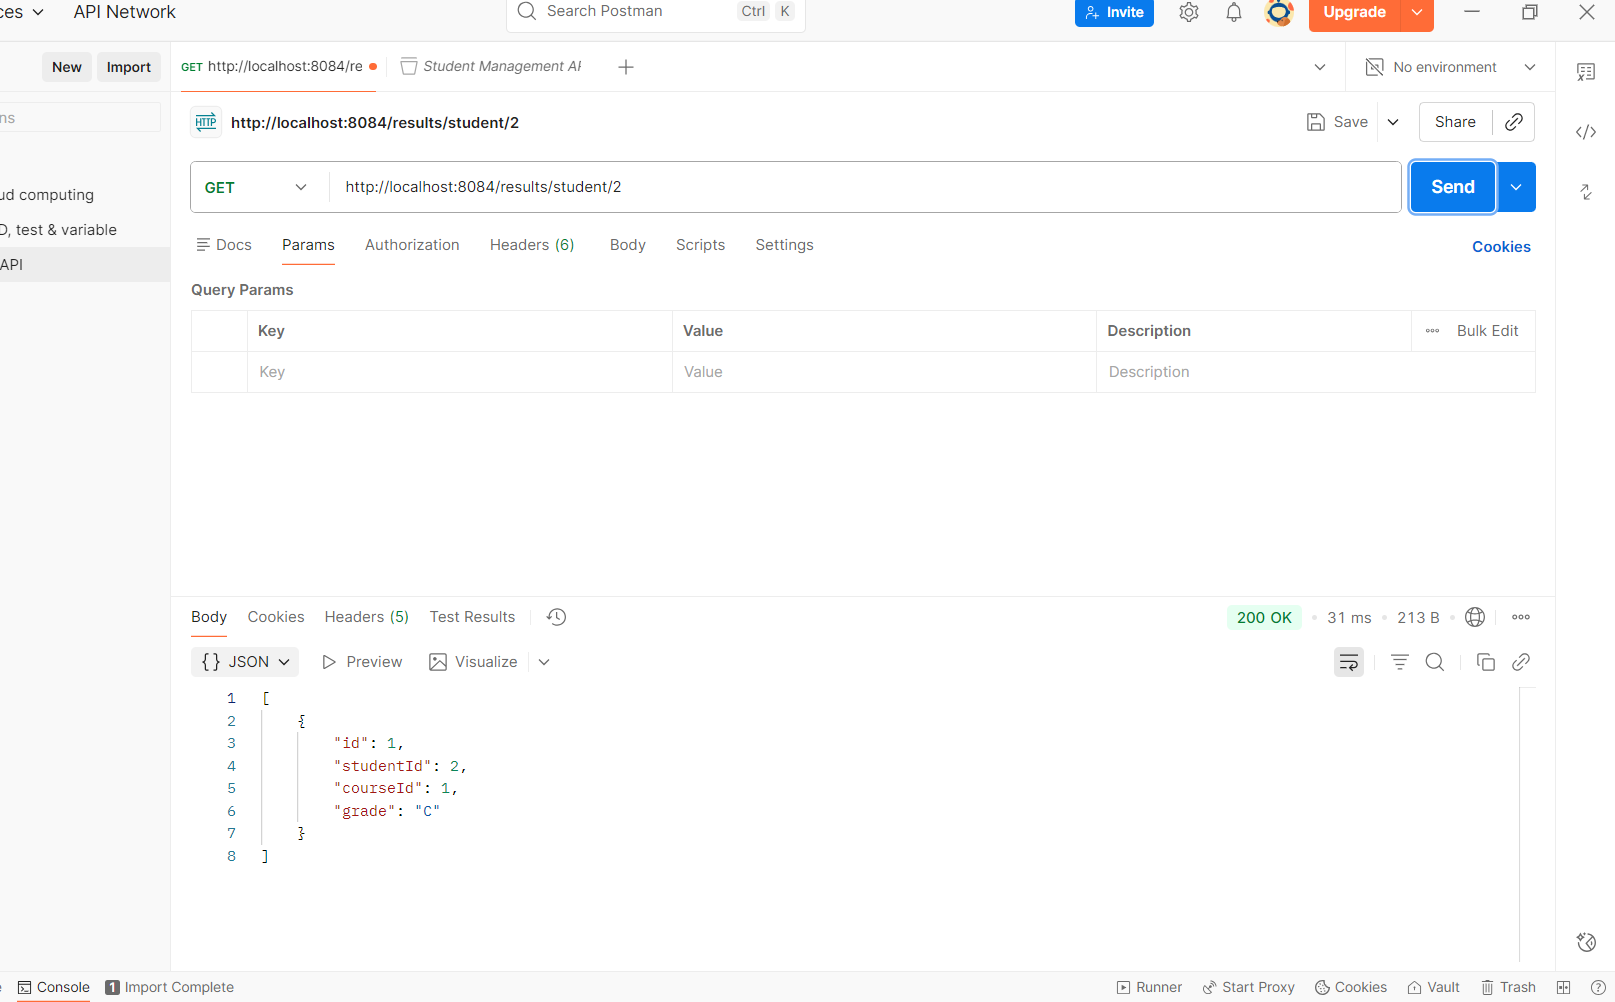 ces API Network Search Postman Ctrl K Invite Upgrade
New Import GET http://localhost:8084/re Student Management AP No environment
ns
HTTP http://localhost:8084/results/student/2 Save Share
GET http://localhost:8084/results/student/2 Send
ud computing
D, test & variable
API
Docs Params Authorization Headers (6) Body Scripts Settings Cookies
Query Params
Key Value Description Bulk Edit
Key Value Description
Body Cookies Headers (5) Test Results 200 OK 31 ms 213 B
{} JSON Preview Visualize
1 [
2 {
3 "id": 1,
4 "studentId": 2,
5 "courseId": 1,
6 "grade": "C"
7 }
8 ]
Console 1 Import Complete Runner Start Proxy Cookies Vault Trash